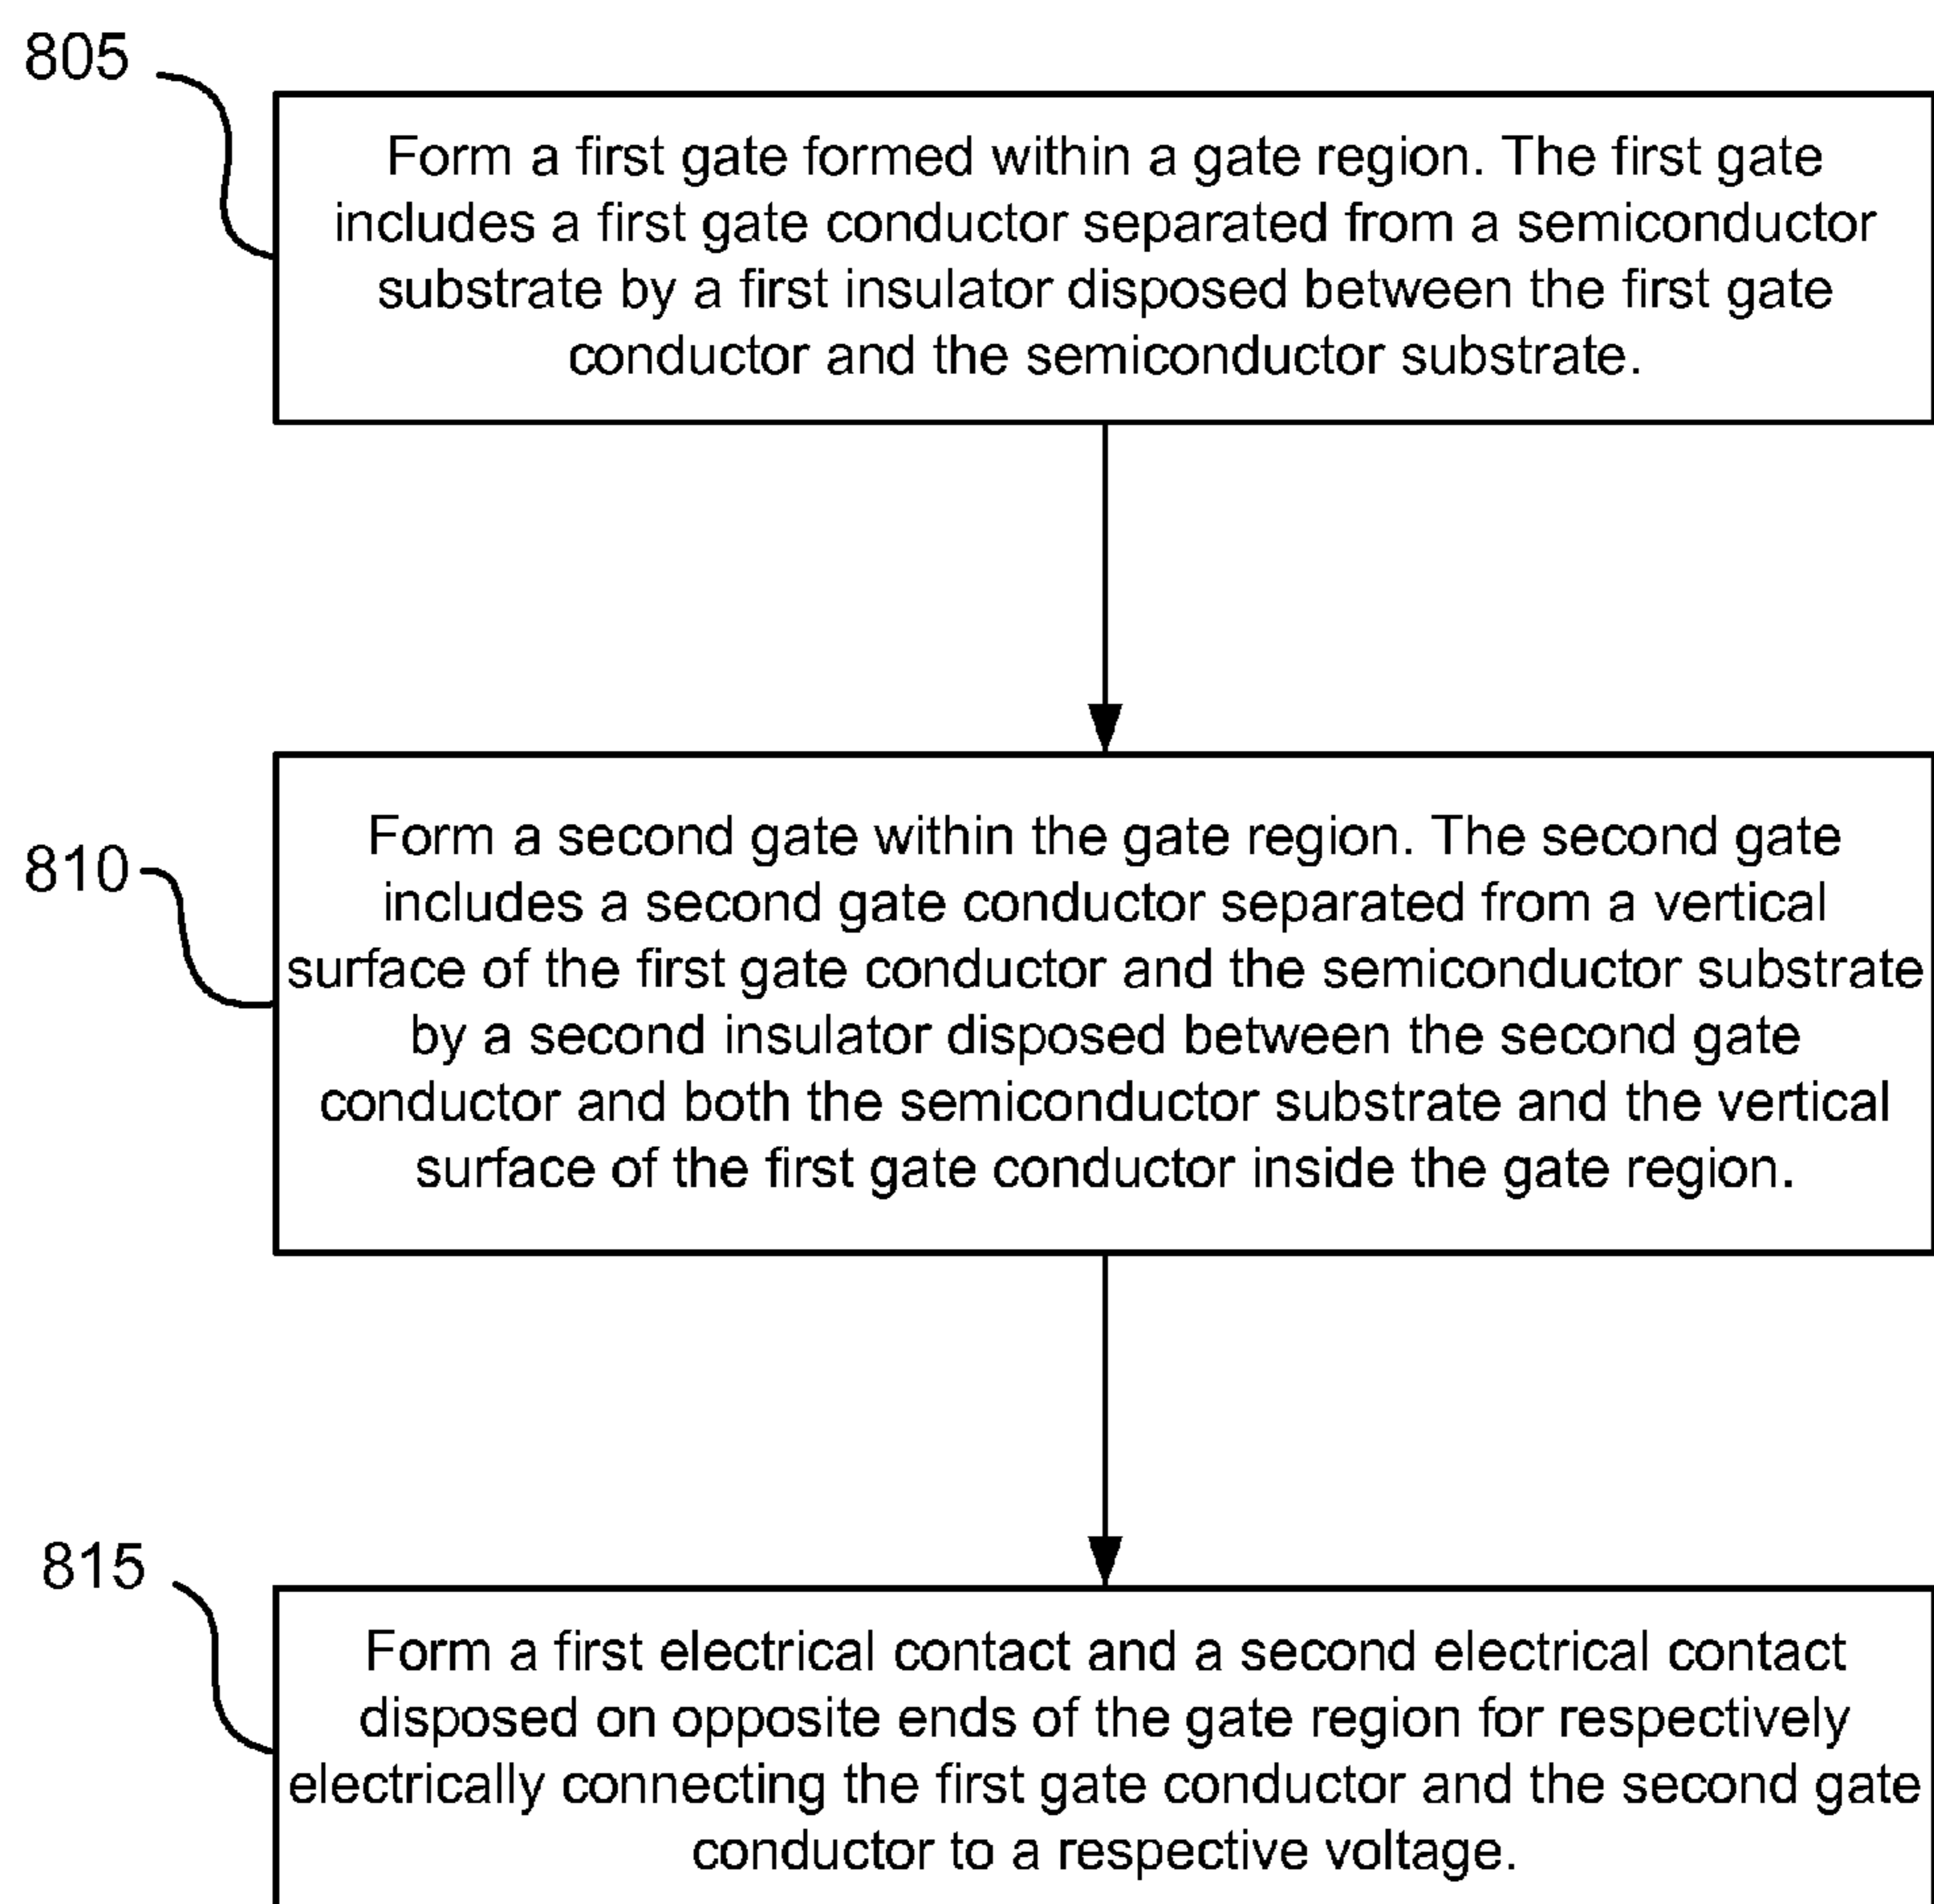 805
Form a first gate formed within a gate region. The first gate
includes a first gate conductor separated from a semiconductor
substrate by a first insulator disposed between the first gate
conductor and the semiconductor substrate.
810
Form a second gate within the gate region. The second gate
includes a second gate conductor separated from a vertical
surface of the first gate conductor and the semiconductor substrate
by a second insulator disposed between the second gate
conductor and both the semiconductor substrate and the vertical
surface of the first gate conductor inside the gate region.
815
Form a first electrical contact and a second electrical contact
disposed on opposite ends of the gate region for respectively
electrically connecting the first gate conductor and the second gate
conductor to a respective voltage.